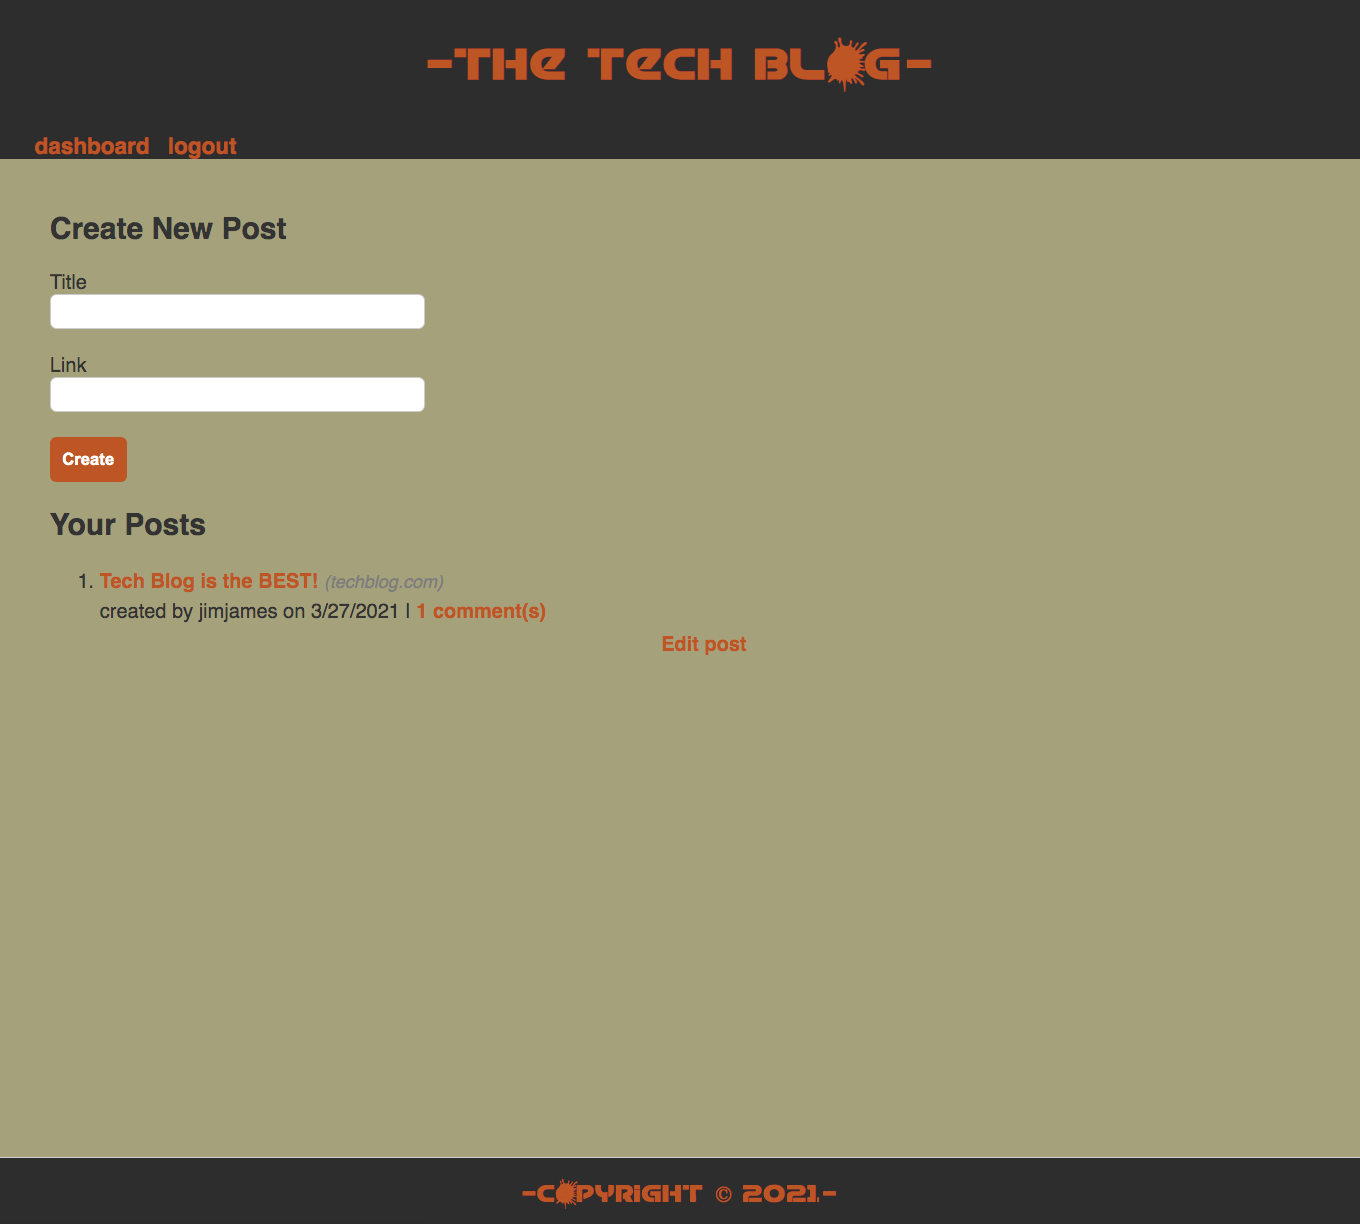 -THE TECH BLOG-
dashboard logout
Create New Post
Title
Link
Create
Your Posts
1. Tech Blog is the BEST! (techblog.com)
created by jimjames on 3/27/2021 | 1 comment(s)
Edit post
-COPYRIGHT © 2021.-